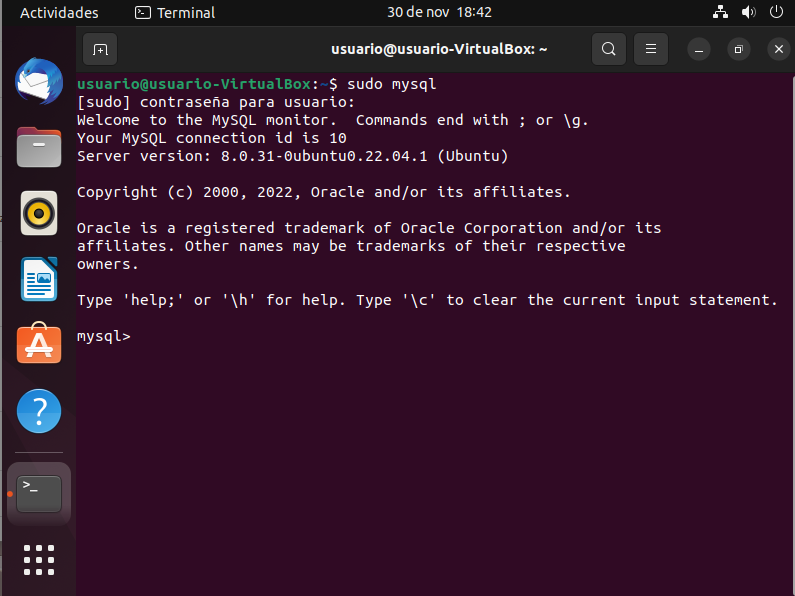 Actividades
Terminal
30 de nov 18:42
usuario@usuario-VirtualBox: ~
usuario@usuario-VirtualBox:~$ sudo mysql
[sudo] contraseña para usuario:
Welcome to the MySQL monitor.  Commands end with ; or \g.
Your MySQL connection id is 10
Server version: 8.0.31-0ubuntu0.22.04.1 (Ubuntu)
Copyright (c) 2000, 2022, Oracle and/or its affiliates.
Oracle is a registered trademark of Oracle Corporation and/or its
affiliates. Other names may be trademarks of their respective
owners.
Type 'help;' or '\h' for help. Type '\c' to clear the current input statement.
mysql>